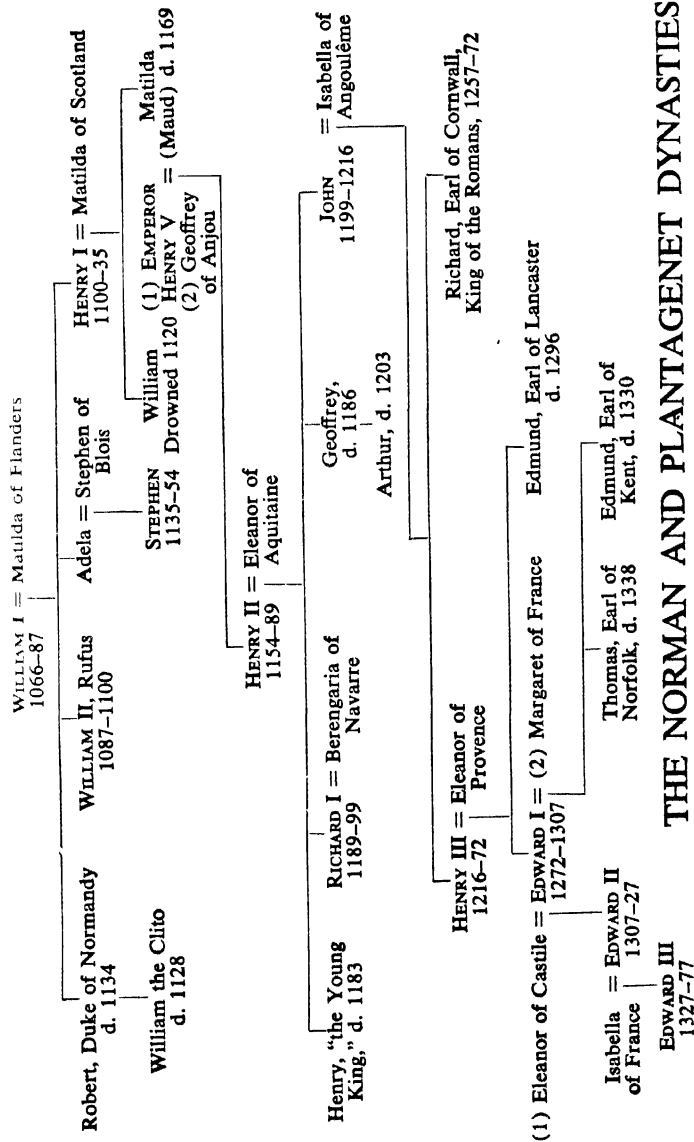 WILLIAM I = Matilda of Flanders
1066–87
Robert, Duke of Normandy
d. 1134
WILLIAM II, Rufus
1087–1100
Adela = Stephen of
Blois
HENRY I = Matilda of Scotland
1100–35
William the Clito
d. 1128
STEPHEN
1135–54
William
Drowned 1120
(1) EMPEROR
HENRY V
(2) Geoffrey
of Anjou
=
Matilda
(Maud) d. 1169
HENRY II = Eleanor of
1154–89
Aquitaine
Henry, "the Young
King," d. 1183
RICHARD I = Berengaria of
1189–99
Navarre
Geoffrey,
d. 1186
Arthur, d. 1203
JOHN
1199–1216
= Isabella of
Angoulême
HENRY III = Eleanor of
1216–72
Provence
Richard, Earl of Cornwall,
King of the Romans, 1257–72
(1) Eleanor of Castile = EDWARD I = (2) Margaret of France
1272–1307
Edmund, Earl of Lancaster
d. 1296
Isabella = EDWARD II
of France
1307–27
Thomas, Earl of
Norfolk, d. 1338
Edmund, Earl of
Kent, d. 1330
EDWARD III
1327–77
THE NORMAN AND PLANTAGENET DYNASTIES